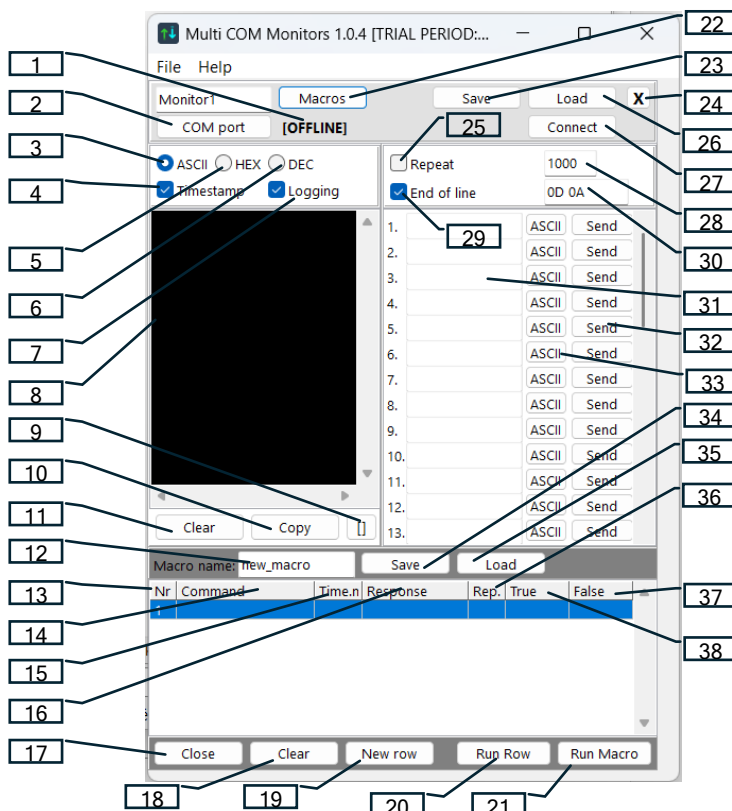 Multi COM Monitors 1.0.4 [TRIAL PERIOD:...
22
File Help
1
23
Monitor1 Macros Save Load X
24
2
COM port [OFFLINE] 25 Connect
26
3
ASCII HEX DEC Repeat 1000
27
4
Timestamp Logging End of line 0D 0A
28
29
1. ASCII Send
5
2. ASCII Send
30
3. ASCII Send
6
31
4. ASCII Send
7
5. ASCII Send
32
8
6. ASCII Send
33
7. ASCII Send
34
8. ASCII Send
9
9. ASCII Send
35
10
10. ASCII Send
36
11. ASCII Send
11
12. ASCII Send
Clear Copy [] 13. ASCII Send
12
Macro name: new_macro Save Load
13
Nr Command Time.n Response Rep. True False
37
1
14
38
15
16
17
Close Clear New row Run Row Run Macro
18 19 20 21